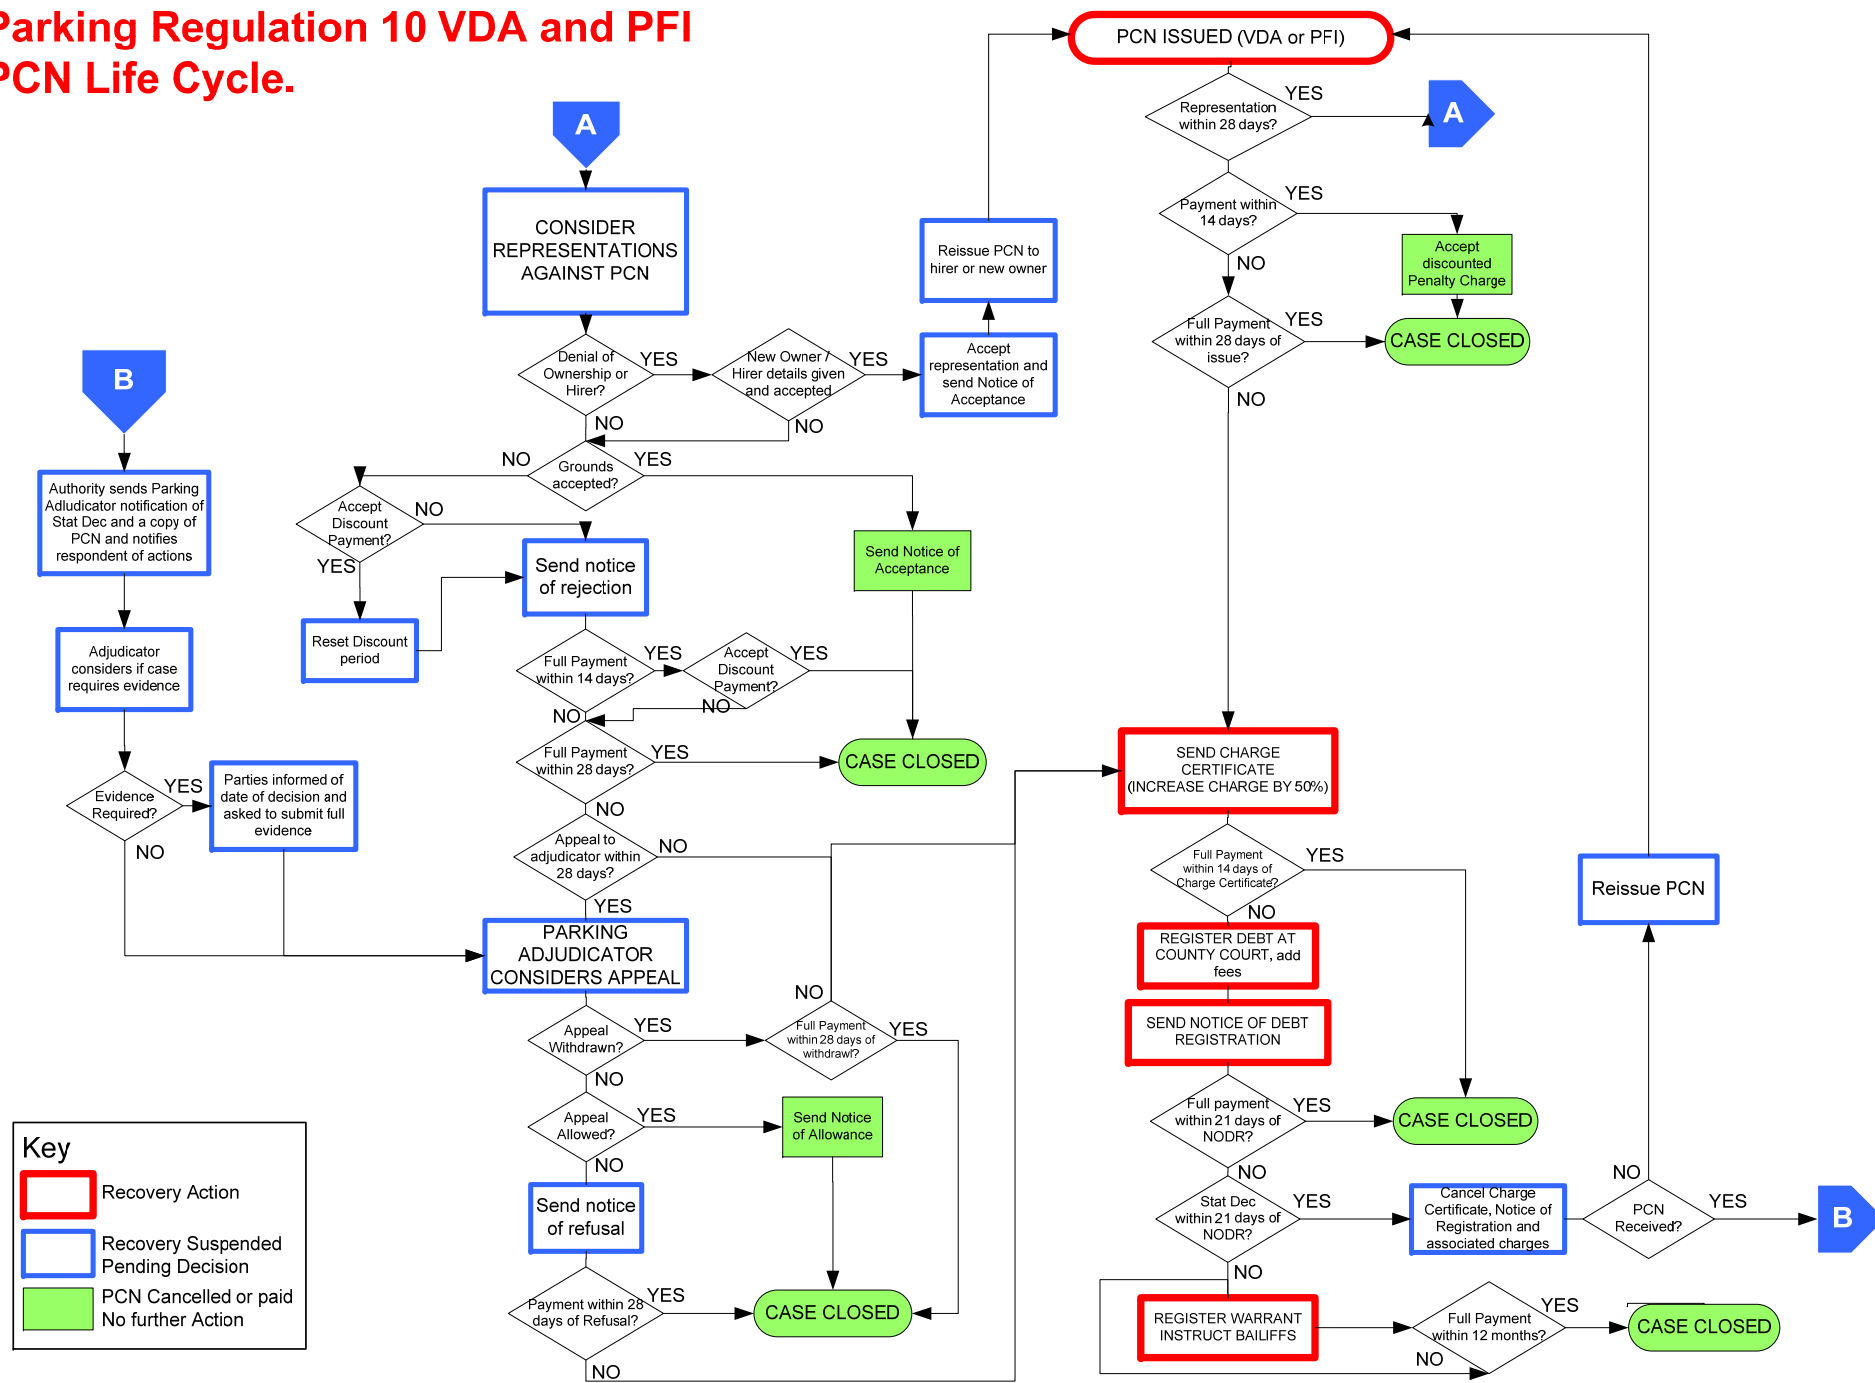 Parking Regulation 10 VDA and PFI
PCN Life Cycle.
PCN ISSUED (VDA or PFI)
Representation
within 28 days?
YES
A
Payment within
14 days?
YES
Accept
discounted
Penalty Charge
NO
Full Payment
within 28 days of
issue?
YES
CASE CLOSED
NO
A
CONSIDER
REPRESENTATIONS
AGAINST PCN
Reissue PCN to
hirer or new owner
Denial of
Ownership or
Hirer?
YES
New Owner /
Hirer details given
and accepted
YES
Accept
representation and
send Notice of
Acceptance
NO
NO
Grounds
accepted?
NO
YES
Accept
Discount
Payment?
NO
YES
Reset Discount
period
Send notice
of rejection
Send Notice of
Acceptance
Full Payment
within 14 days?
YES
Accept
Discount
Payment?
YES
NO
NO
Full Payment
within 28 days?
YES
CASE CLOSED
NO
Appeal to
adjudicator within
28 days?
NO
YES
PARKING
ADJUDICATOR
CONSIDERS APPEAL
Appeal
Withdrawn?
YES
NO
Full Payment
within 28 days of
withdrawl?
YES
NO
Appeal
Allowed?
YES
Send Notice
of Allowance
NO
Send notice
of refusal
Payment within 28
days of Refusal?
YES
CASE CLOSED
NO
B
Authority sends Parking
Adludicator notification of
Stat Dec and a copy of
PCN and notifies
respondent of actions
Adjudicator
considers if case
requires evidence
Evidence
Required?
YES
Parties informed of
date of decision and
asked to submit full
evidence
NO
SEND CHARGE
CERTIFICATE
(INCREASE CHARGE BY 50%)
Full Payment
within 14 days of
Charge Certificate?
YES
NO
REGISTER DEBT AT
COUNTY COURT, add
fees
SEND NOTICE OF DEBT
REGISTRATION
Full payment
within 21 days of
NODR?
YES
CASE CLOSED
NO
Stat Dec
within 21 days of
NODR?
YES
Cancel Charge
Certificate, Notice of
Registration and
associated charges
PCN
Received?
NO
YES
B
Reissue PCN
NO
REGISTER WARRANT
INSTRUCT BAILIFFS
Full Payment
within 12 months?
YES
CASE CLOSED
NO
Key
Recovery Action
Recovery Suspended
Pending Decision
PCN Cancelled or paid
No further Action